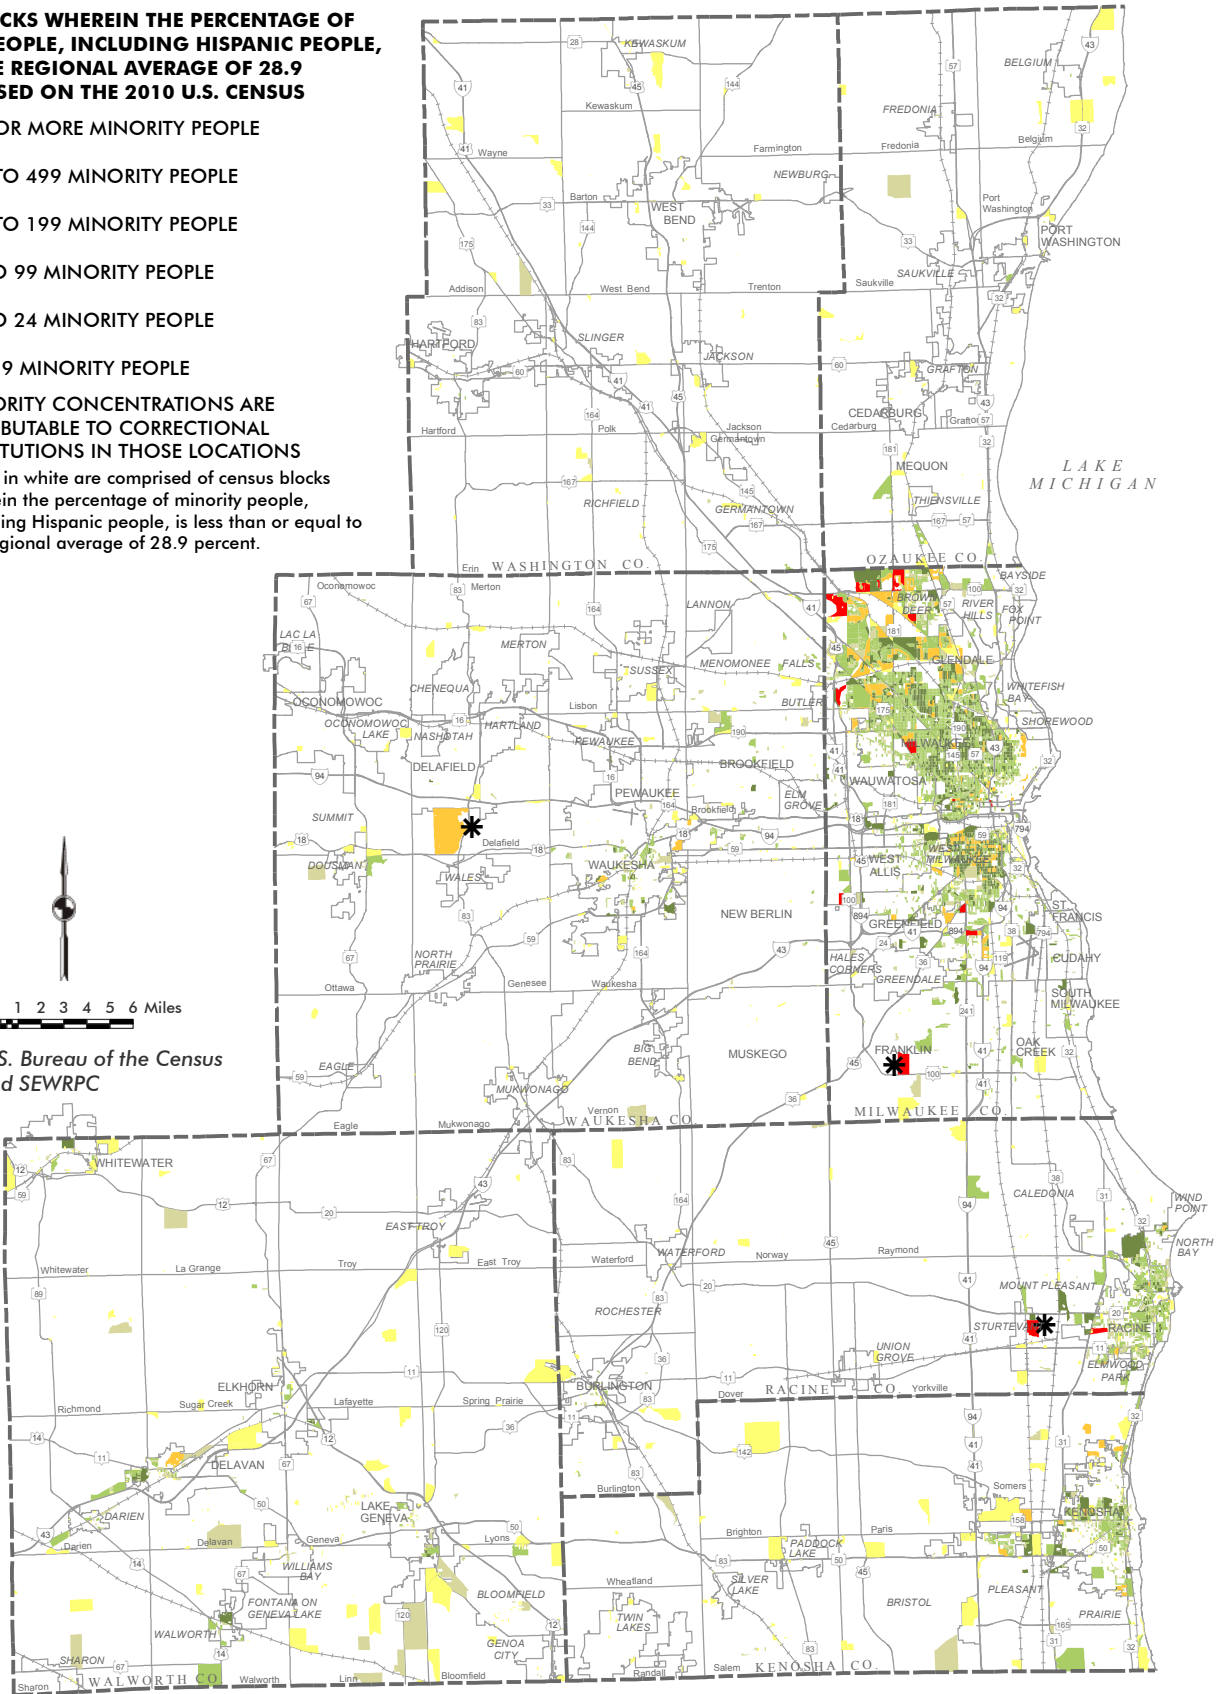 CKS WHEREIN THE PERCENTAGE OF
EOPLE, INCLUDING HISPANIC PEOPLE,
E REGIONAL AVERAGE OF 28.9
SED ON THE 2010 U.S. CENSUS
OR MORE MINORITY PEOPLE
TO 499 MINORITY PEOPLE
TO 199 MINORITY PEOPLE
O 99 MINORITY PEOPLE
O 24 MINORITY PEOPLE
9 MINORITY PEOPLE
ORITY CONCENTRATIONS ARE
BUTABLE TO CORRECTIONAL
TUTIONS IN THOSE LOCATIONS
in white are comprised of census blocks
ein the percentage of minority people,
ing Hispanic people, is less than or equal to
egional average of 28.9 percent.
1 2 3 4 5 6 Miles
S. Bureau of the Census
d SEWRPC
KEWASKUM
Kewaskum
Wayne
Farmington
Barton
WEST
BEND
NEWBURG
Addison
West Bend
Trenton
HARTFORD
SLINGER
JACKSON
Hartford
Polk
Jackson
Germantown
RICHFIELD
GERMANTOWN
Erin
WASHINGTON CO.
BELGIUM
FREDONIA
Fredonia
Belgium
Port
Washington
PORT
WASHINGTON
SAUKVILLE
Saukville
GRAFTON
CEDARBURG
Cedarburg
Grafton
MEQUON
THIENSVILLE
OZAUKEE CO.
LAKE
MICHIGAN
Oconomowoc
Merton
LANNON
LAC LA
MERTON
SUSSEX
MENOMONEE FALLS
CHENEQUA
OCONOMOWOC
Lisbon
BUTLER
OCONOMOWOC
LAKE
NASHOTAH
HARTLAND
PEWAUKEE
DELAFIELD
BROOKFIELD
PEWAUKEE
ELM
GROVE
Brookfield
SUMMIT
Delafield
DOUSMAN
WALES
WAUKESHA
NEW BERLIN
NORTH
PRAIRIE
Ottawa
Genesee
Waukesha
EAGLE
BIG
BEND
MUSKEGO
MUKWONAGO
Vernon
Eagle
Mukwonago
WAUKESHA CO.
BAYSIDE
BROWN
DEER
RIVER
HILLS
FOX
POINT
GLENDALE
WHITEFISH
BAY
SHOREWOOD
MILWAUKEE
WAUWATOSA
WEST
ALLIS
WEST
MILWAUKEE
ST.
FRANCIS
GREENFIELD
HALES
CORNERS
GREENDALE
CUDAHY
SOUTH
MILWAUKEE
FRANKLIN
OAK
CREEK
MILWAUKEE CO.
WHITEWATER
EAST TROY
Whitewater
La Grange
Troy
East Troy
ELKHORN
Richmond
Sugar Creek
Lafayette
Spring Prairie
DELAVAN
DARIEN
Darien
Delavan
LAKE
GENEVA
Geneva
Lyons
WILLIAMS
BAY
FONTANA ON
GENEVA LAKE
BLOOMFIELD
WALWORTH
SHARON
GENOA
CITY
Sharon
WALWORTH CO.
Walworth
Linn
Bloomfield
CALEDONIA
WIND
POINT
NORTH
BAY
WATERFORD
Waterford
Norway
Raymond
ROCHESTER
MOUNT PLEASANT
RACINE
UNION
GROVE
ELMWOOD
PARK
BURLINGTON
Burlington
Dover
RACINE CO.
Yorkville
Somers
KENOSHA
Brighton
Paris
PADDOCK
LAKE
SILVER
LAKE
Wheatland
TWIN
LAKES
BRISTOL
PLEASANT
PRAIRIE
Randall
Salem
KENOSHA CO.